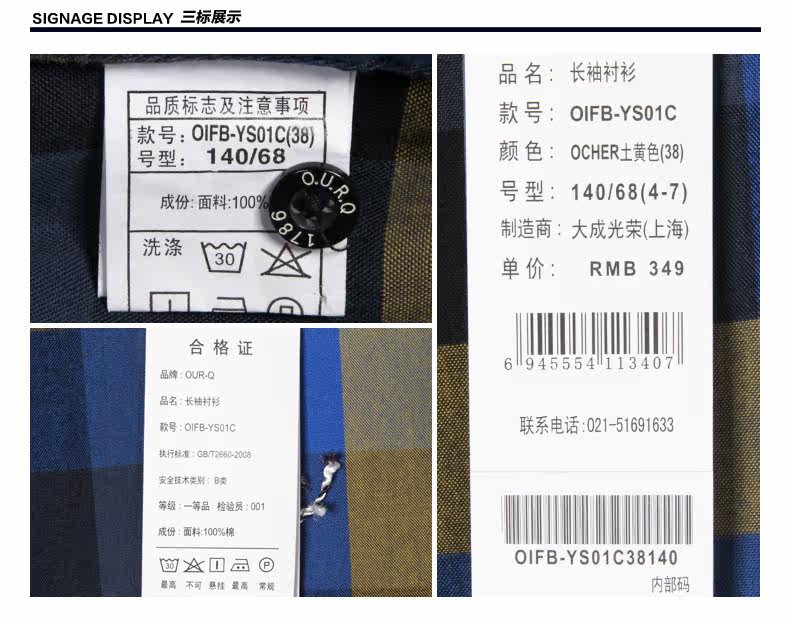 SIGNAGE DISPLAY 三标展示
品质标志及注意事项
款号: OIFB-YS01C(38)
号型: 140/68
成份: 面料:100%
O.U.R.Q
1786
洗涤
30
合格证
品牌 : OUR-Q
品名 : 长袖衬衫
款号 : OIFB-YS01C
执行标准 : GB/T2660-2008
安全技术类别 : B类
等级 : 一等品 检验员 : 001
成份 : 面料:100%棉
30 P
最高 不可 悬挂 最高 常规
品名: 长袖衬衫
款号: OIFB-YS01C
颜色: OCHER土黄色(38)
号型: 140/68(4-7)
制造商: 大成光荣(上海)
单价: RMB 349
6 945554 113407
联系电话:021-51691633
OIFB-YS01C38140
内部码